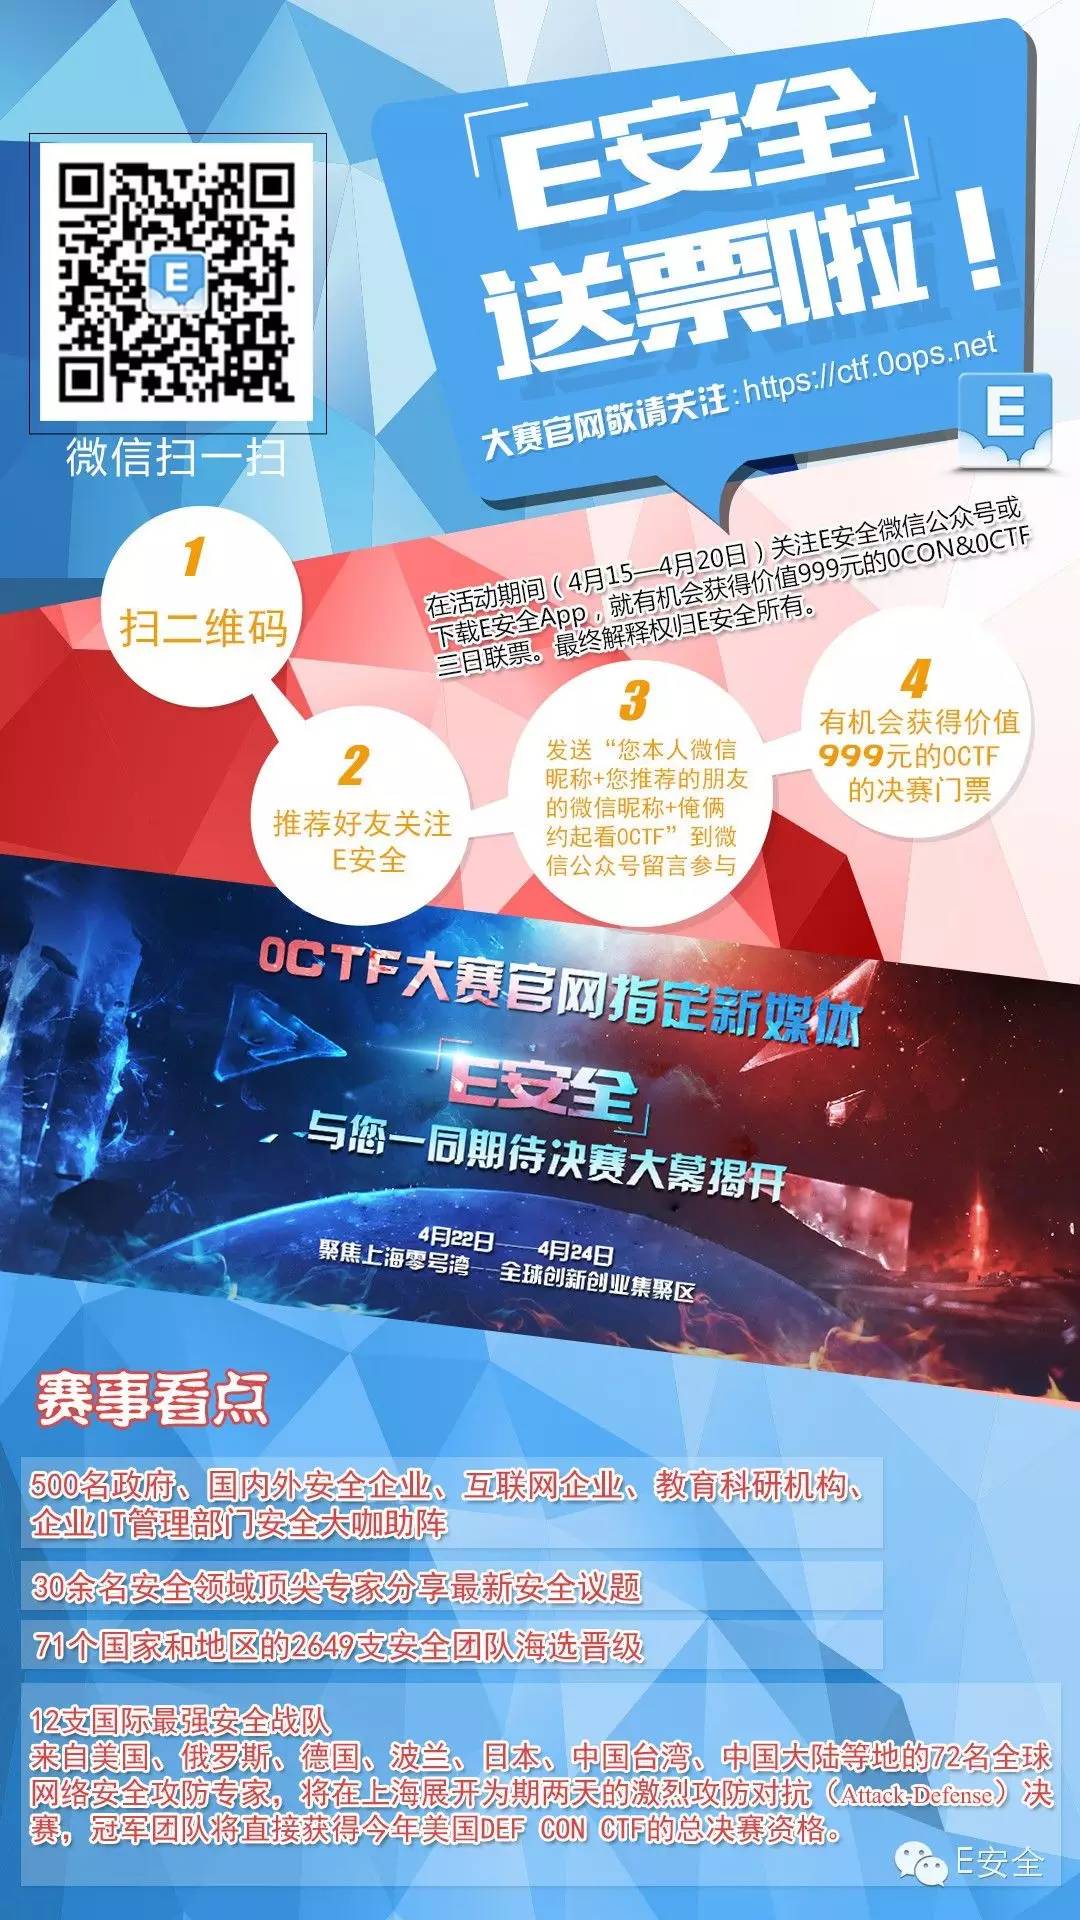 「E安全」
送票啦！
大赛官网敬请关注:https://ctf.0ops.net
E
E
微信扫一扫
在活动期间（4月15—4月20日）关注E安全微信公众号或
下载E安全App，就有机会获得价值999元的0CON&0CTF
三日联票。最终解释权归E安全所有。
1
扫二维码
2
推荐好友关注
E安全
3
发送“您本人微信
昵称+您推荐的朋友
的微信昵称+俺俩
约起看0CTF”到微
信公众号留言参与
4
有机会获得价值
999元的0CTF
的决赛门票
0CTF大赛官网指定新媒体
「E安全」
与您一同期待决赛大幕揭开
4月22日——4月24日
聚焦上海零号湾——全球创新创业集聚区
赛事看点
500名政府、国内外安全企业、互联网企业、教育科研机构、
企业IT管理部门安全大咖助阵
30余名安全领域顶尖专家分享最新安全议题
71个国家和地区的2649支安全团队海选晋级
12支国际最强安全战队
来自美国、俄罗斯、德国、波兰、日本、中国台湾、中国大陆等地的72名全球
网络安全攻防专家，将在上海展开为期两天的激烈攻防对抗（Attack-Defense）决
赛，冠军团队将直接获得今年美国DEF CON CTF的总决赛资格。
E安全